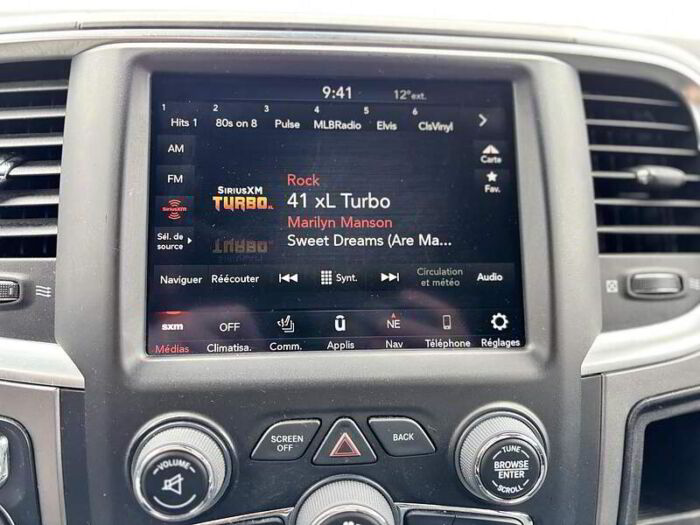 9:41 12°ext.
1 2 3 4 5 6
Hits 1 80s on 8 Pulse MLBRadio Elvis ClsVinyl
AM
Carte
FM
Fav.
SIRIUSXM
TURBO
Rock
41 xL Turbo
Marilyn Manson
Sweet Dreams (Are Ma...
SiriusXM
Sél. de
source
Naviguer Réécouter Synt. Circulation
et météo Audio
sxm OFF û NE
Médias Climatisa. Comm. Applis Nav Téléphone Réglages
SCREEN
OFF
BACK
VOLUME
TUNE
BROWSE
ENTER
SCROLL